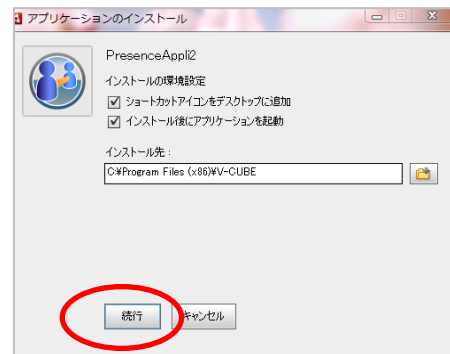 アプリケーションのインストール
PresenceAppli2
インストールの環境設定
ショートカットアイコンをデスクトップに追加
インストール後にアプリケーションを起動
インストール先 :
C:¥Program Files (x86)¥V-CUBE
続行
キャンセル